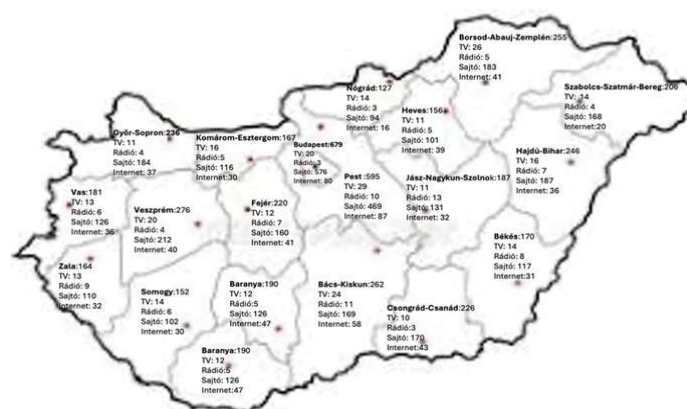 Borsod-Abauj-Zemplén:255
TV: 26
Rádió: 5
Sajtó: 183
Internet: 41
Nógrád:127
TV: 14
Rádió: 3
Sajtó: 94
Internet: 16
Heves:156
TV: 11
Rádió: 5
Sajtó: 101
Internet: 39
Szabolcs-Szatmár-Bereg:206
TV: 14
Rádió: 4
Sajtó: 168
Internet:20
Győr-Sopron:236
TV: 11
Rádió: 4
Sajtó: 184
Internet: 37
Komárom-Esztergom:167
TV: 16
Rádió:5
Sajtó: 116
Internet:30
Budapest:679
TV: 20
Rádió: 3
Sajtó: 576
Internet: 80
Pest :595
TV: 29
Rádió: 10
Sajtó: 469
Internet: 87
Jász-Nagykun-Szolnok:187
TV: 11
Rádió: 13
Sajtó:131
Internet: 32
Hajdú-Bihar:246
TV: 16
Rádió: 7
Sajtó:187
Internet: 36
Vas:181
TV: 13
Rádió: 6
Sajtó: 126
Internet: 36
Veszprém:276
TV: 20
Rádió: 4
Sajtó: 212
Internet: 40
Fejér:220
TV: 12
Rádió: 7
Sajtó: 160
Internet: 41
Békés:170
TV: 14
Rádió: 8
Sajtó: 117
Internet:31
Zala:164
TV: 13
Rádió: 9
Sajtó: 110
Internet: 32
Somogy:152
TV: 14
Rádió: 6
Sajtó: 102
Internet: 30
Baranya:190
TV: 12
Rádió:5
Sajtó: 126
Internet:47
Bács-Kiskun:262
TV: 24
Rádió: 11
Sajtó: 169
Internet: 58
Csongrád-Csanád:226
TV: 10
Rádió:3
Sajtó: 170
Internet:43
Baranya:190
TV: 12
Rádió:5
Sajtó: 126
Internet:47